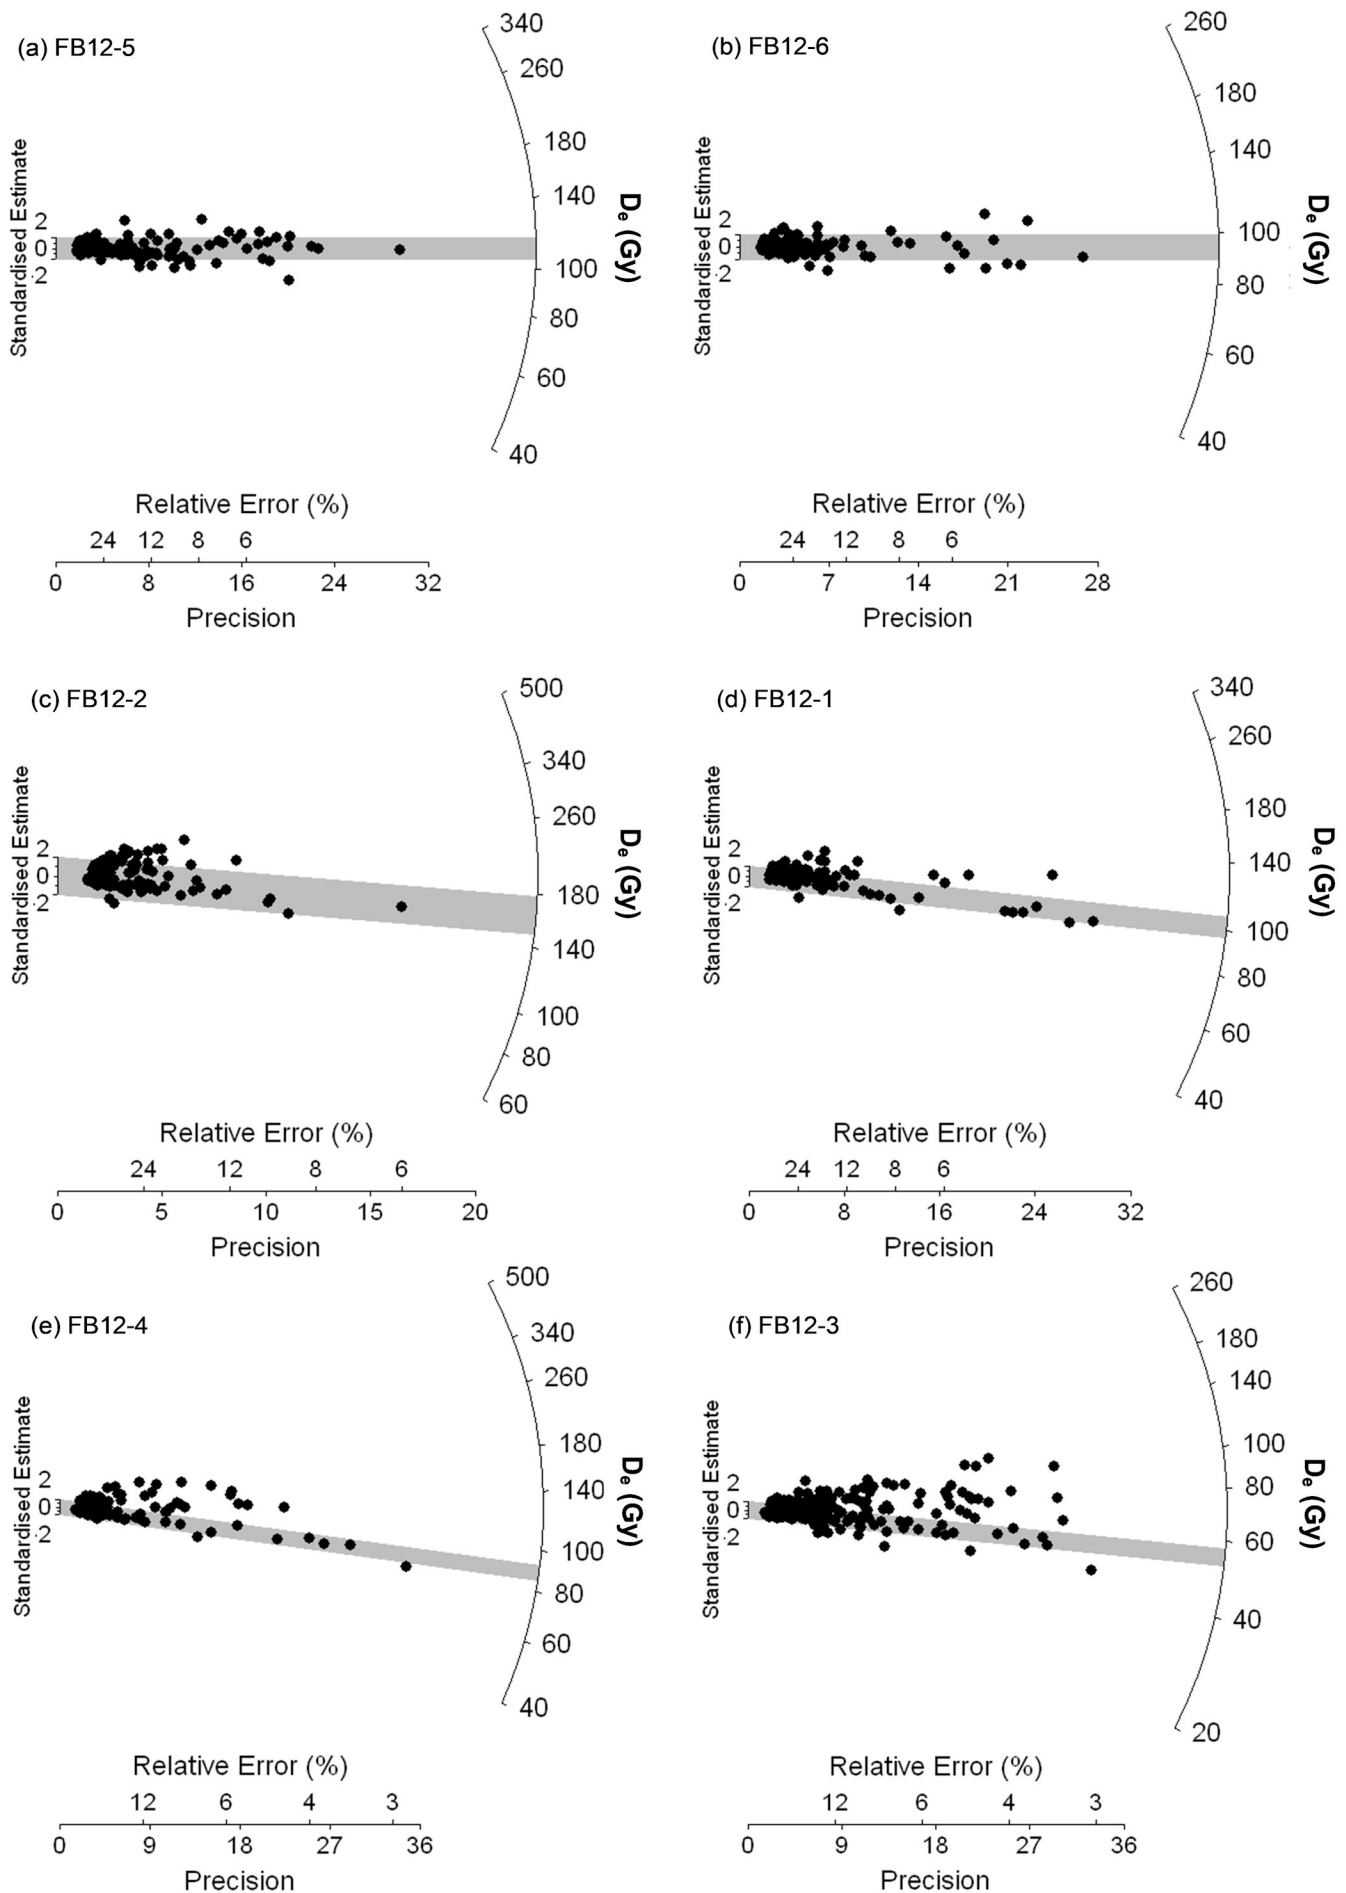 (a) FB12-5
340
260
180
140
100
80
60
40
De (Gy)
Standardised Estimate
2
0
-2
Relative Error (%)
24 12 8 6
0 8 16 24 32
Precision
(b) FB12-6
260
180
140
100
80
60
40
De (Gy)
Standardised Estimate
2
0
-2
Relative Error (%)
24 12 8 6
0 7 14 21 28
Precision
(c) FB12-2
500
340
260
180
140
100
80
60
De (Gy)
Standardised Estimate
2
0
-2
Relative Error (%)
24 12 8 6
0 5 10 15 20
Precision
(d) FB12-1
340
260
180
140
100
80
60
40
De (Gy)
Standardised Estimate
2
0
-2
Relative Error (%)
24 12 8 6
0 8 16 24 32
Precision
(e) FB12-4
500
340
260
180
140
100
80
60
40
De (Gy)
Standardised Estimate
2
0
-2
Relative Error (%)
12 6 4 3
0 9 18 27 36
Precision
(f) FB12-3
260
180
140
100
80
60
40
20
De (Gy)
Standardised Estimate
2
0
-2
Relative Error (%)
12 6 4 3
0 9 18 27 36
Precision